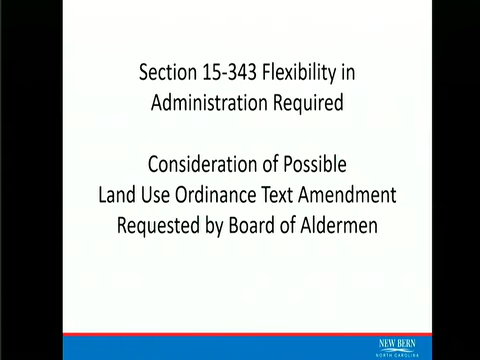 Section 15-343 Flexibility in
Administration Required
Consideration of Possible
Land Use Ordinance Text Amendment
Requested by Board of Aldermen
NEW BERN
NORTH CAROLINA